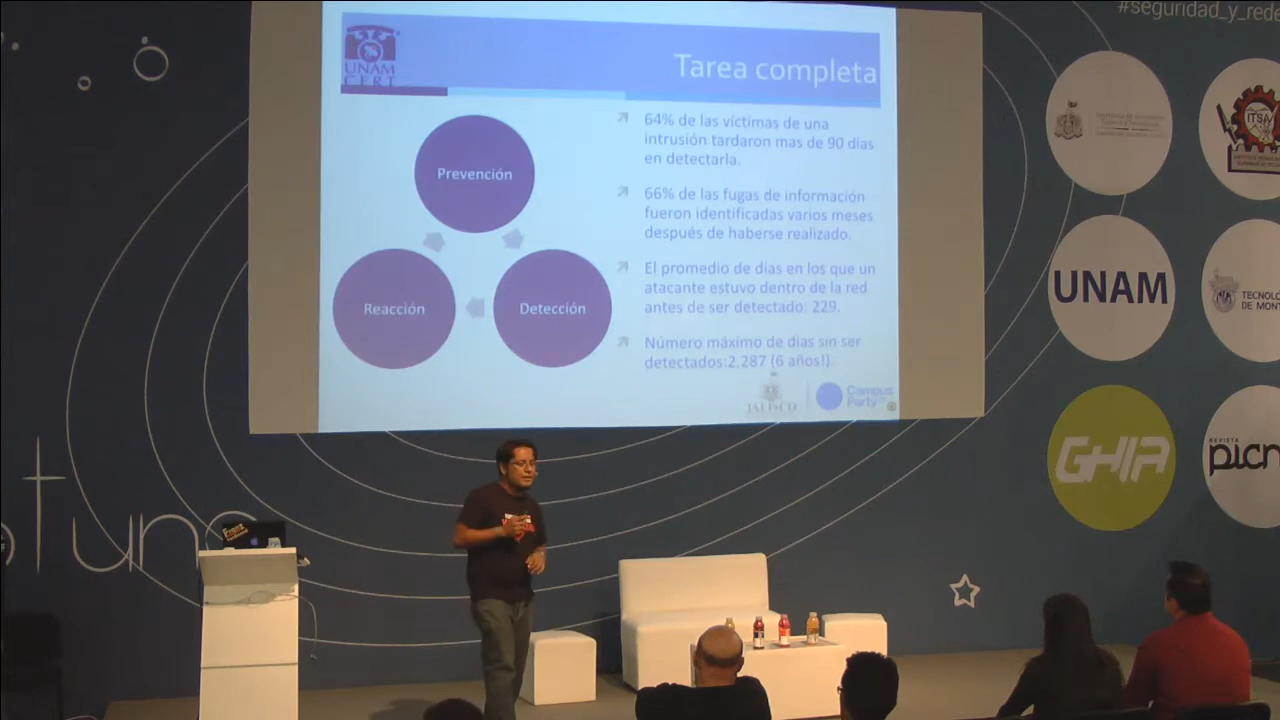 #seguridad_y_rede
UNAM
CERT
Tarea completa
Prevención
Reacción
Detección
64% de las víctimas de una
intrusión tardaron mas de 90 días
en detectarla.
66% de las fugas de información
fueron identificadas varios meses
después de haberse realizado.
El promedio de días en los que un
atacante estuvo dentro de la red
antes de ser detectado: 229.
Número máximo de días sin ser
detectados:2,287 (6 años!).
JALISCO
Campus
Party
ITSA
UNAM
TECNOL
DE MONT
GHIA
REVISTA
picn
tun